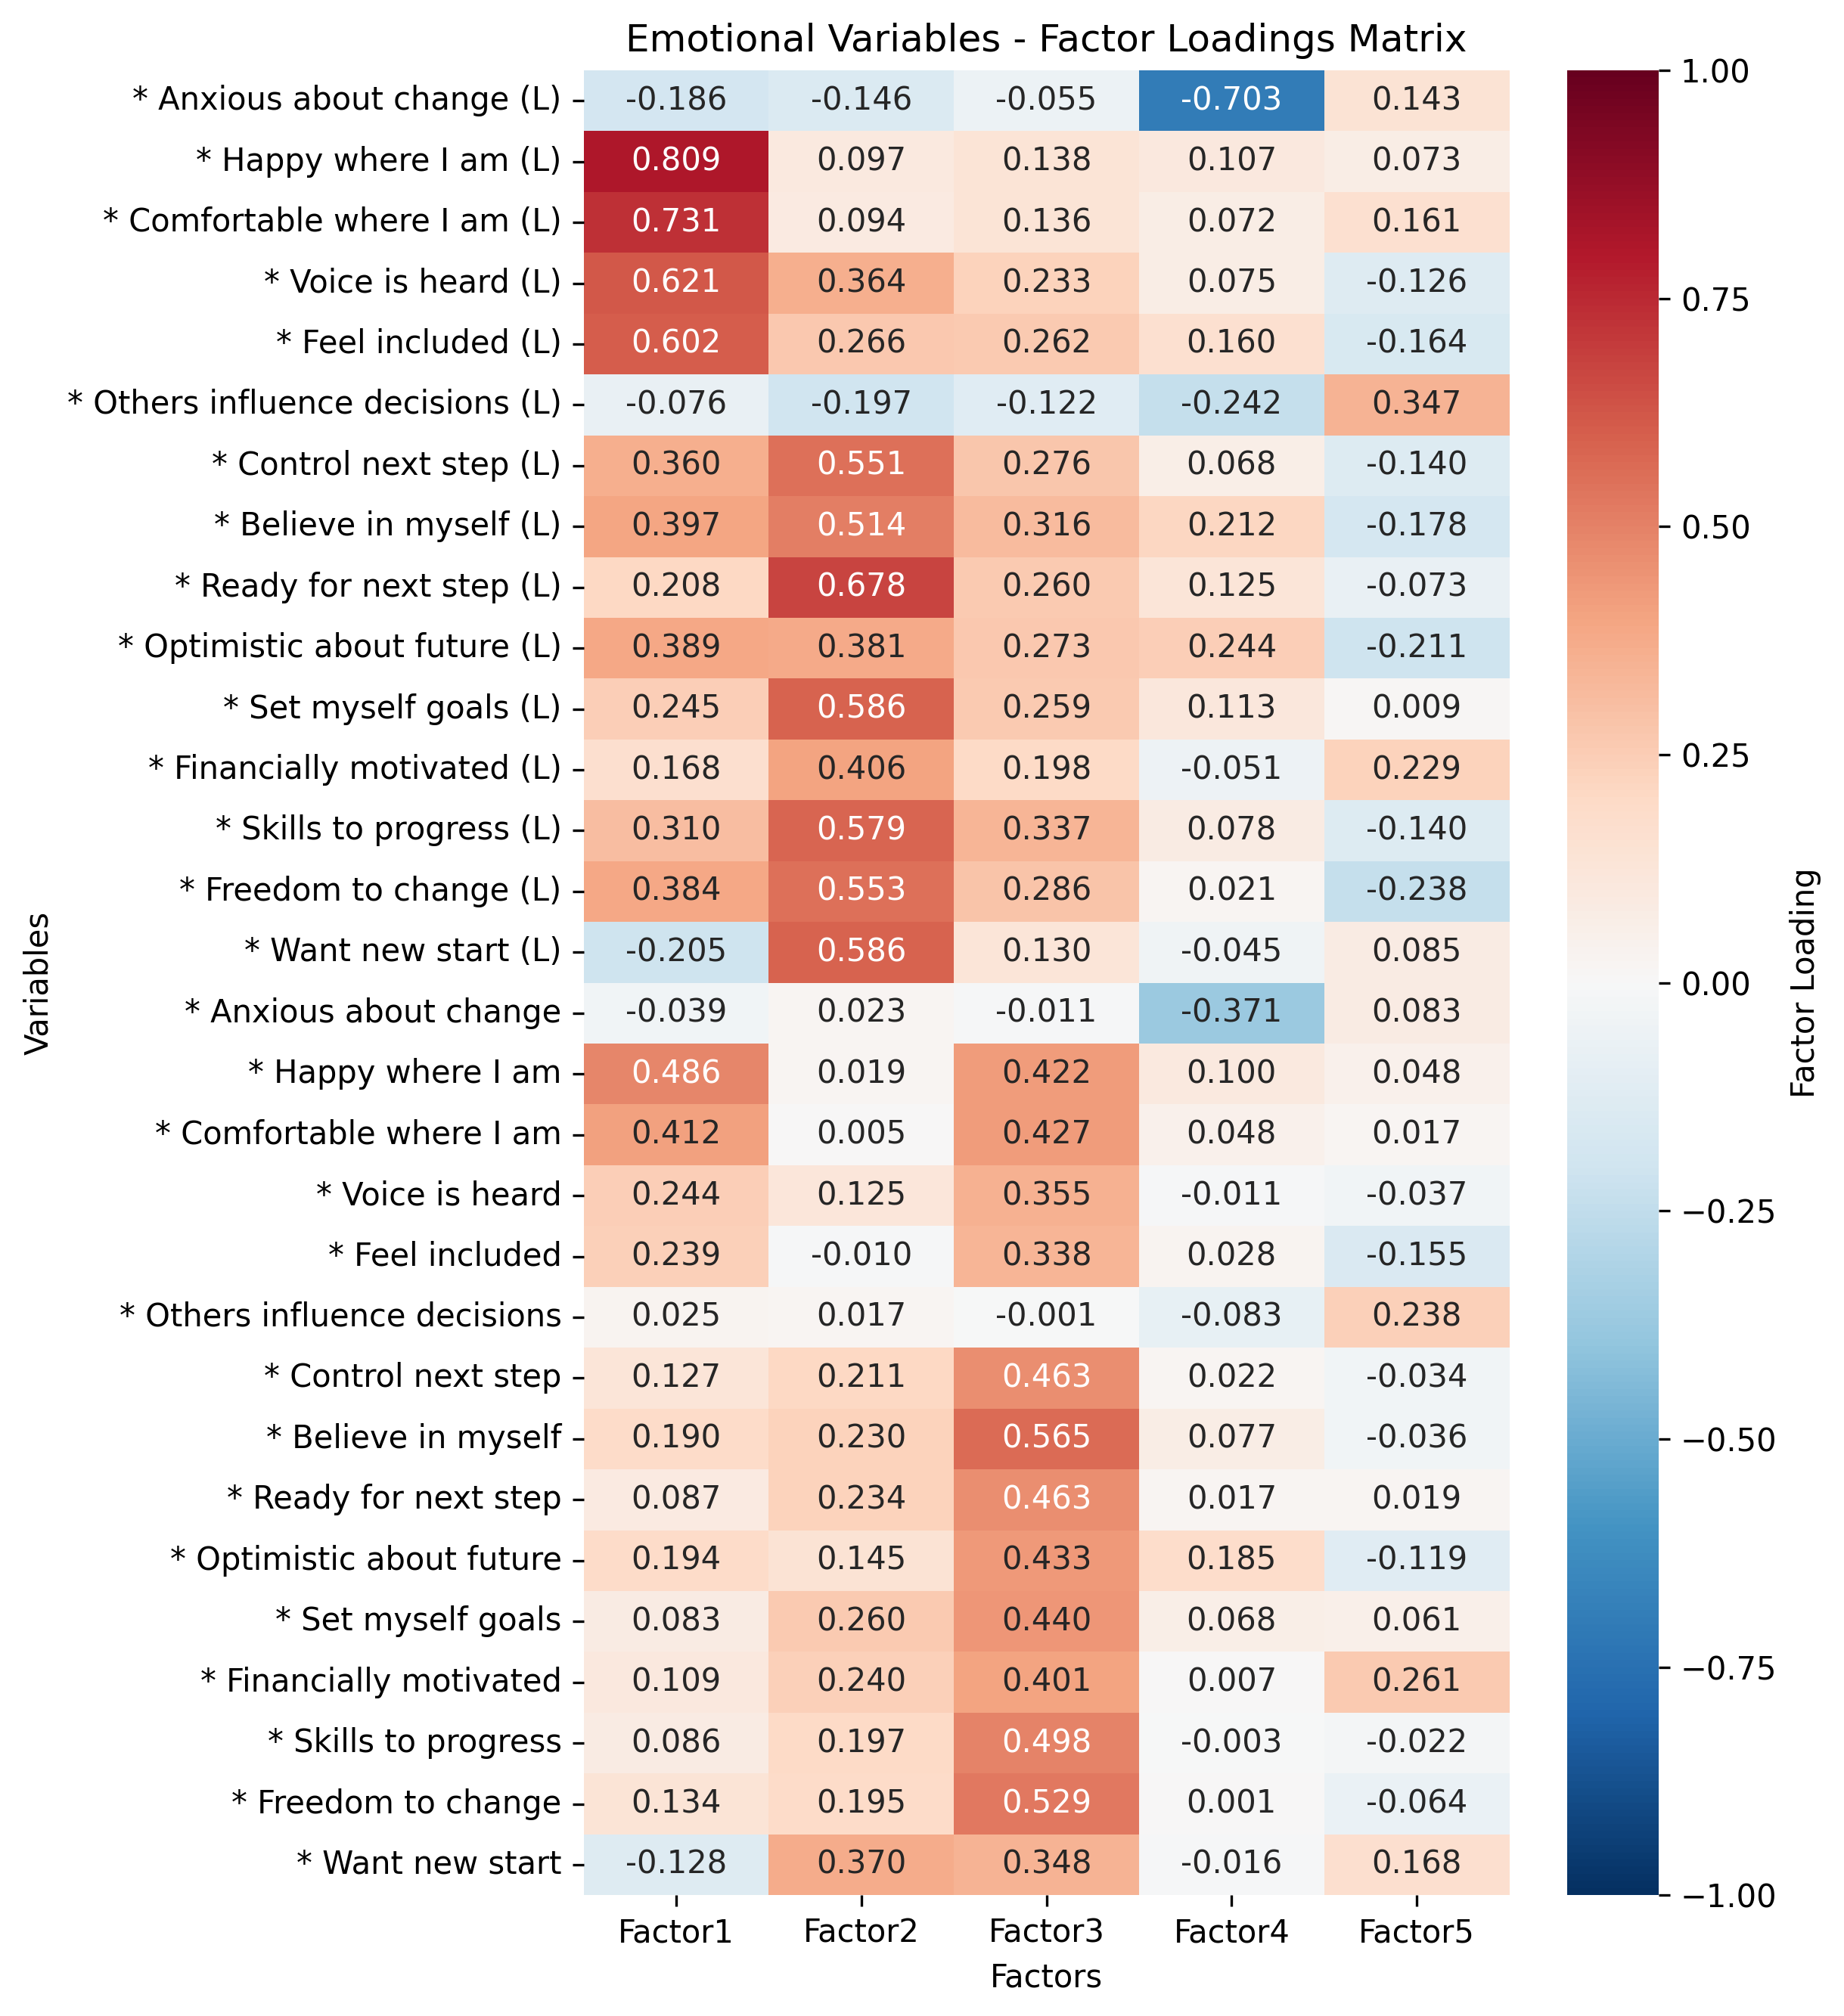 Emotional Variables - Factor Loadings Matrix
* Anxious about change (L) -0.186 -0.146 -0.055 -0.703 0.143
* Happy where I am (L) 0.809 0.097 0.138 0.107 0.073
* Comfortable where I am (L) 0.731 0.094 0.136 0.072 0.161
* Voice is heard (L) 0.621 0.364 0.233 0.075 -0.126
* Feel included (L) 0.602 0.266 0.262 0.160 -0.164
* Others influence decisions (L) -0.076 -0.197 -0.122 -0.242 0.347
* Control next step (L) 0.360 0.551 0.276 0.068 -0.140
* Believe in myself (L) 0.397 0.514 0.316 0.212 -0.178
* Ready for next step (L) 0.208 0.678 0.260 0.125 -0.073
* Optimistic about future (L) 0.389 0.381 0.273 0.244 -0.211
* Set myself goals (L) 0.245 0.586 0.259 0.113 0.009
* Financially motivated (L) 0.168 0.406 0.198 -0.051 0.229
* Skills to progress (L) 0.310 0.579 0.337 0.078 -0.140
* Freedom to change (L) 0.384 0.553 0.286 0.021 -0.238
* Want new start (L) -0.205 0.586 0.130 -0.045 0.085
* Anxious about change -0.039 0.023 -0.011 -0.371 0.083
* Happy where I am 0.486 0.019 0.422 0.100 0.048
* Comfortable where I am 0.412 0.005 0.427 0.048 0.017
* Voice is heard 0.244 0.125 0.355 -0.011 -0.037
* Feel included 0.239 -0.010 0.338 0.028 -0.155
* Others influence decisions 0.025 0.017 -0.001 -0.083 0.238
* Control next step 0.127 0.211 0.463 0.022 -0.034
* Believe in myself 0.190 0.230 0.565 0.077 -0.036
* Ready for next step 0.087 0.234 0.463 0.017 0.019
* Optimistic about future 0.194 0.145 0.433 0.185 -0.119
* Set myself goals 0.083 0.260 0.440 0.068 0.061
* Financially motivated 0.109 0.240 0.401 0.007 0.261
* Skills to progress 0.086 0.197 0.498 -0.003 -0.022
* Freedom to change 0.134 0.195 0.529 0.001 -0.064
* Want new start -0.128 0.370 0.348 -0.016 0.168
Factor1 Factor2 Factor3 Factor4 Factor5
Factors
Variables
1.00
0.75
0.50
0.25
0.00
−0.25
−0.50
−0.75
−1.00
Factor Loading